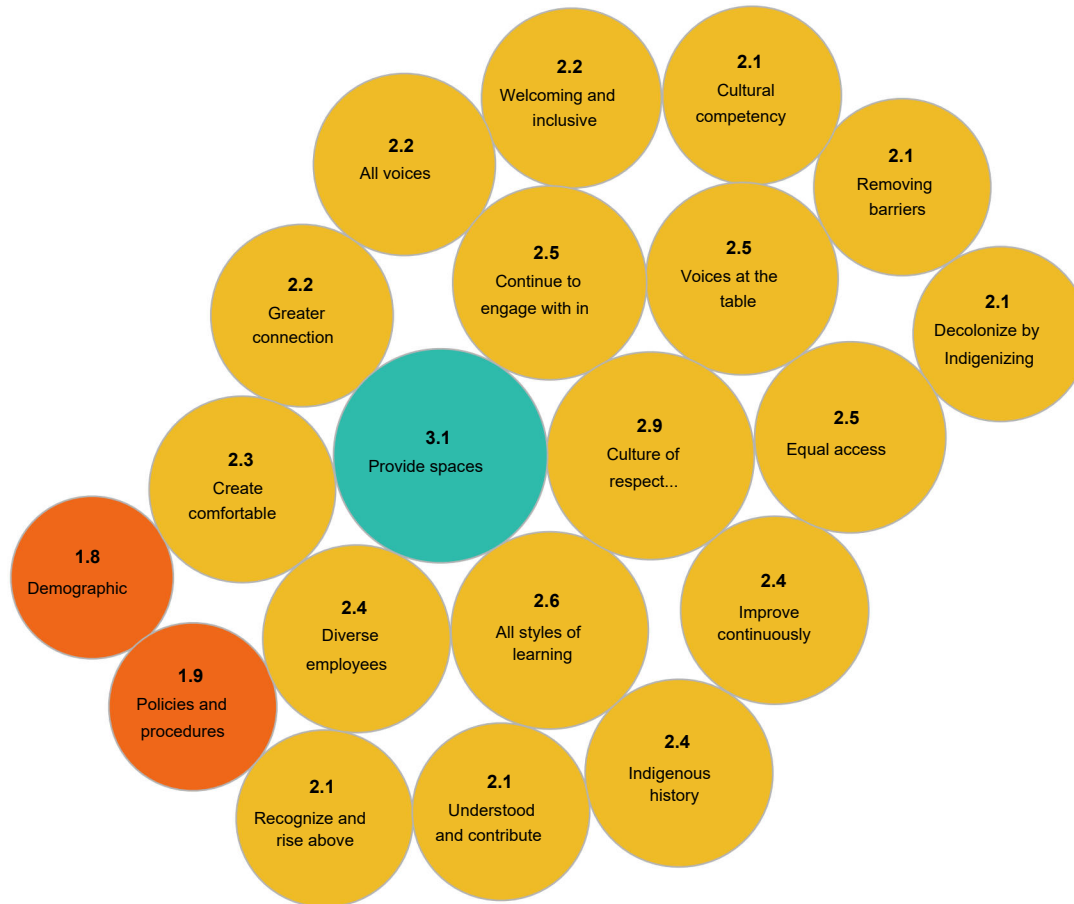 2.2
Welcoming and
inclusive
2.1
Cultural
competency
2.2
All voices
2.1
Removing
barriers
2.5
Continue to
engage with in
2.5
Voices at the
table
2.2
Greater
connection
2.1
Decolonize by
Indigenizing
3.1
Provide spaces
2.9
Culture of
respect...
2.5
Equal access
2.3
Create
comfortable
1.8
Demographic
2.4
Diverse
employees
2.6
All styles of
learning
2.4
Improve
continuously
1.9
Policies and
procedures
2.1
Recognize and
rise above
2.1
Understood
and contribute
2.4
Indigenous
history